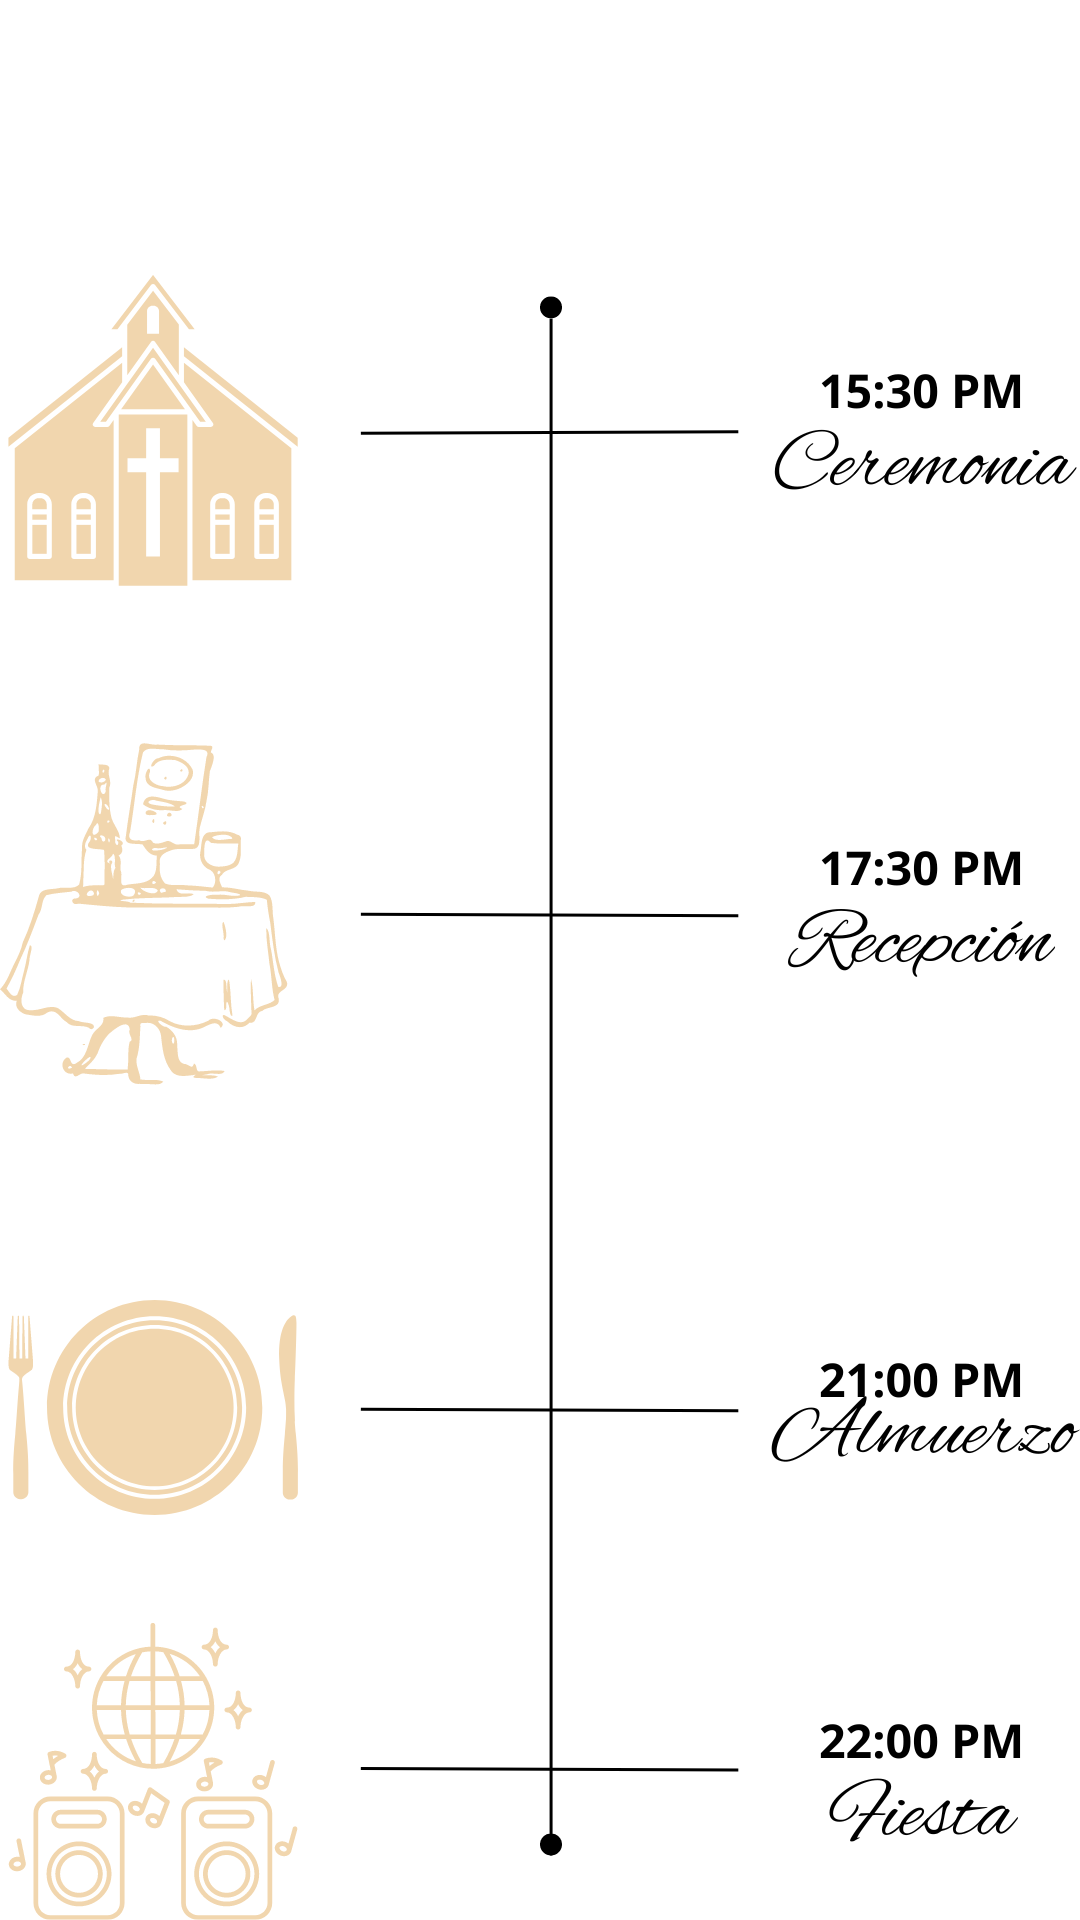 15:30 PM
Ceremonia
17:30 PM
Recepción
21:00 PM
Almuerzo
22:00 PM
Fiesta